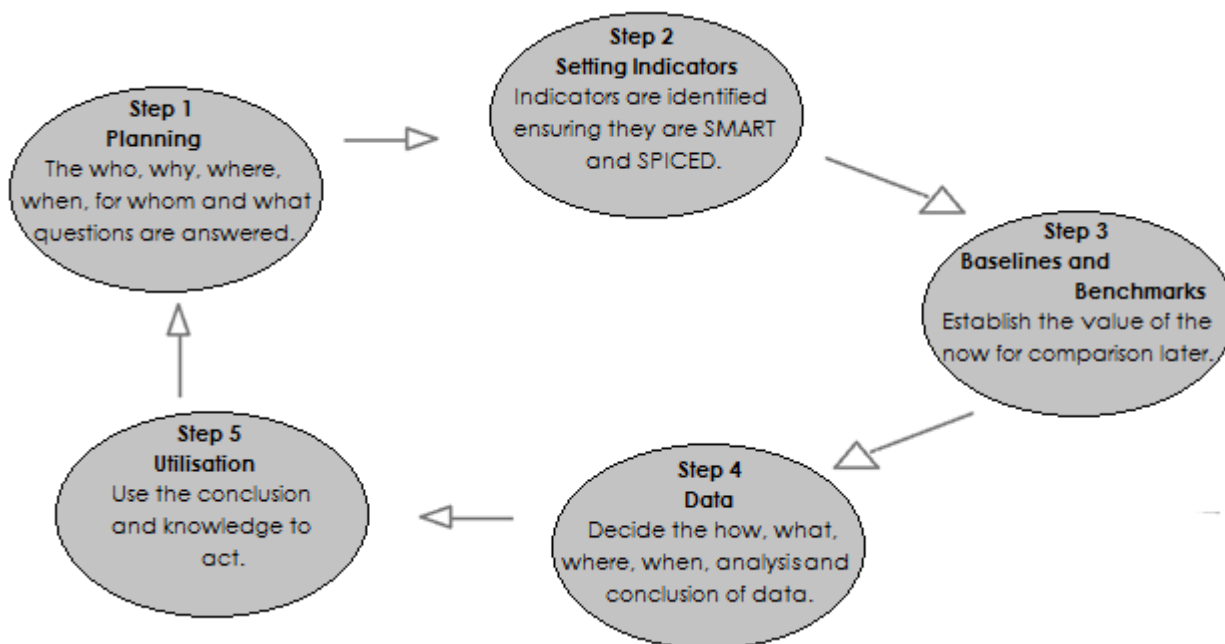 Step 1
Planning
The who, why, where,
when, for whom and what
questions are answered.
Step 2
Setting Indicators
Indicators are identified
ensuring they are SMART
and SPICED.
Step 3
Baselines and
Benchmarks
Establish the value of the
now for comparison later.
Step 4
Data
Decide the how, what,
where, when, analysis and
conclusion of data.
Step 5
Utilisation
Use the conclusion
and knowledge to
act.